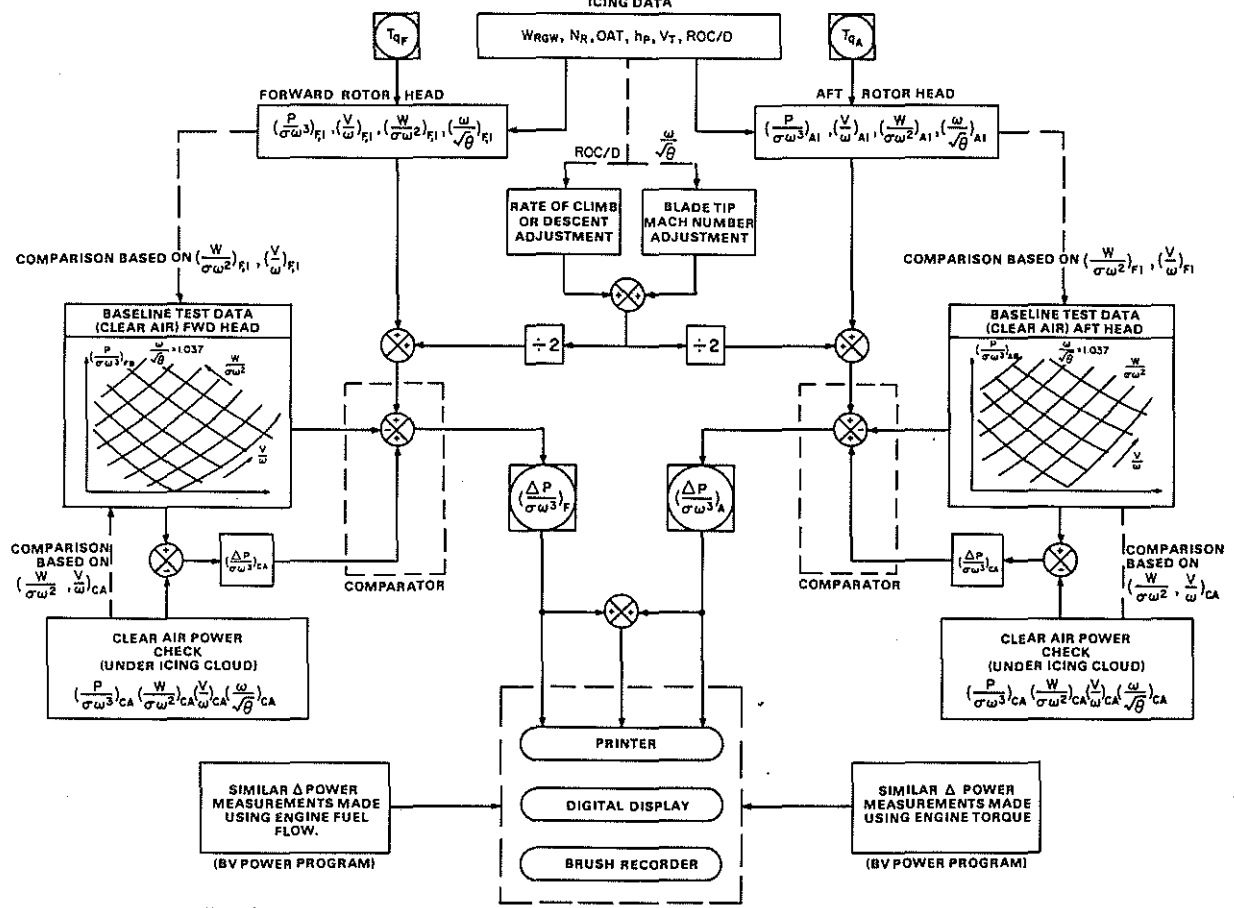 ICING DATA
W_RGW, N_R, OAT, h_P, V_T, ROC/D
T_qF
T_qA
FORWARD ROTOR HEAD
(P/σω³)_F,I, (V/ω)_F,I, (W/σω²)_F,I, (ω/√θ)_F,I
AFT ROTOR HEAD
(P/σω³)_AI, (V/ω)_AI, (W/σω²)_AI, (ω/√θ)_AI
ROC/D
ω/√θ
RATE OF CLIMB
OR DESCENT
ADJUSTMENT
BLADE TIP
MACH NUMBER
ADJUSTMENT
COMPARISON BASED ON (W/σω²)_F,I, (V/ω)_F,I
COMPARISON BASED ON (W/σω²)_FI, (V/ω)_FI
BASELINE TEST DATA
(CLEAR AIR) FWD HEAD
(P/σω³)_FB
ω/√θ = 1.037
W/σω²
V/ω
÷2
÷2
BASELINE TEST DATA
(CLEAR AIR) AFT HEAD
(P/σω³)_AB
ω/√θ = 1.037
W/σω²
V/ω
(ΔP/σω³)_F
(ΔP/σω³)_A
COMPARISON
BASED ON
(W/σω², V/ω)_CA
(ΔP/σω³)_CA
COMPARATOR
COMPARATOR
(ΔP/σω³)_CA
COMPARISON
BASED ON
(W/σω², V/ω)_CA
CLEAR AIR POWER
CHECK
(UNDER ICING CLOUD)
(P/σω³)_CA (W/σω²)_CA (V/ω)_CA (ω/√θ)_CA
CLEAR AIR POWER
CHECK
(UNDER ICING CLOUD)
(P/σω³)_CA (W/σω²)_CA (V/ω)_CA (ω/√θ)_CA
PRINTER
DIGITAL DISPLAY
BRUSH RECORDER
SIMILAR Δ POWER
MEASUREMENTS MADE
USING ENGINE FUEL
FLOW.
(BV POWER PROGRAM)
SIMILAR Δ POWER
MEASUREMENTS MADE
USING ENGINE TORQUE
(BV POWER PROGRAM)